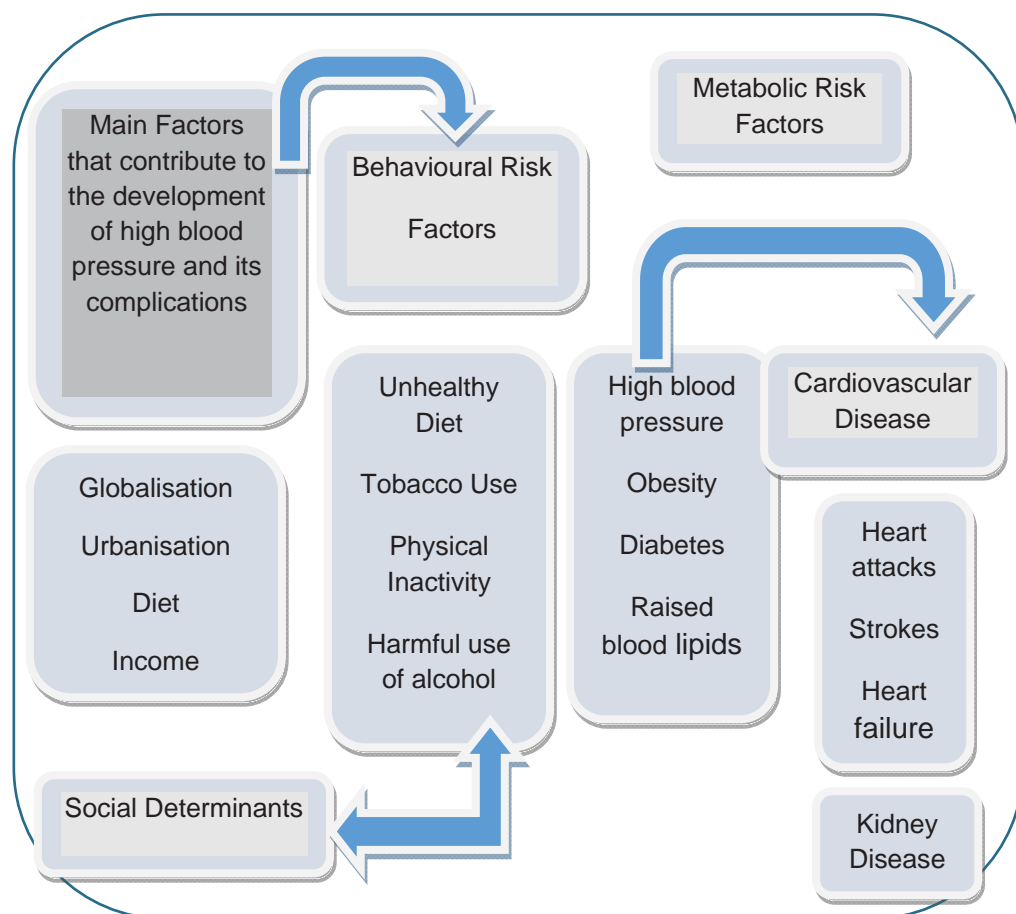 Main Factors
that contribute to
the development
of high blood
pressure and its
complications
Behavioural Risk
Factors
Metabolic Risk
Factors
Globalisation
Urbanisation
Diet
Income
Unhealthy
Diet
Tobacco Use
Physical
Inactivity
Harmful use
of alcohol
High blood
pressure
Obesity
Diabetes
Raised
blood lipids
Cardiovascular
Disease
Heart
attacks
Strokes
Heart
failure
Social Determinants
Kidney
Disease